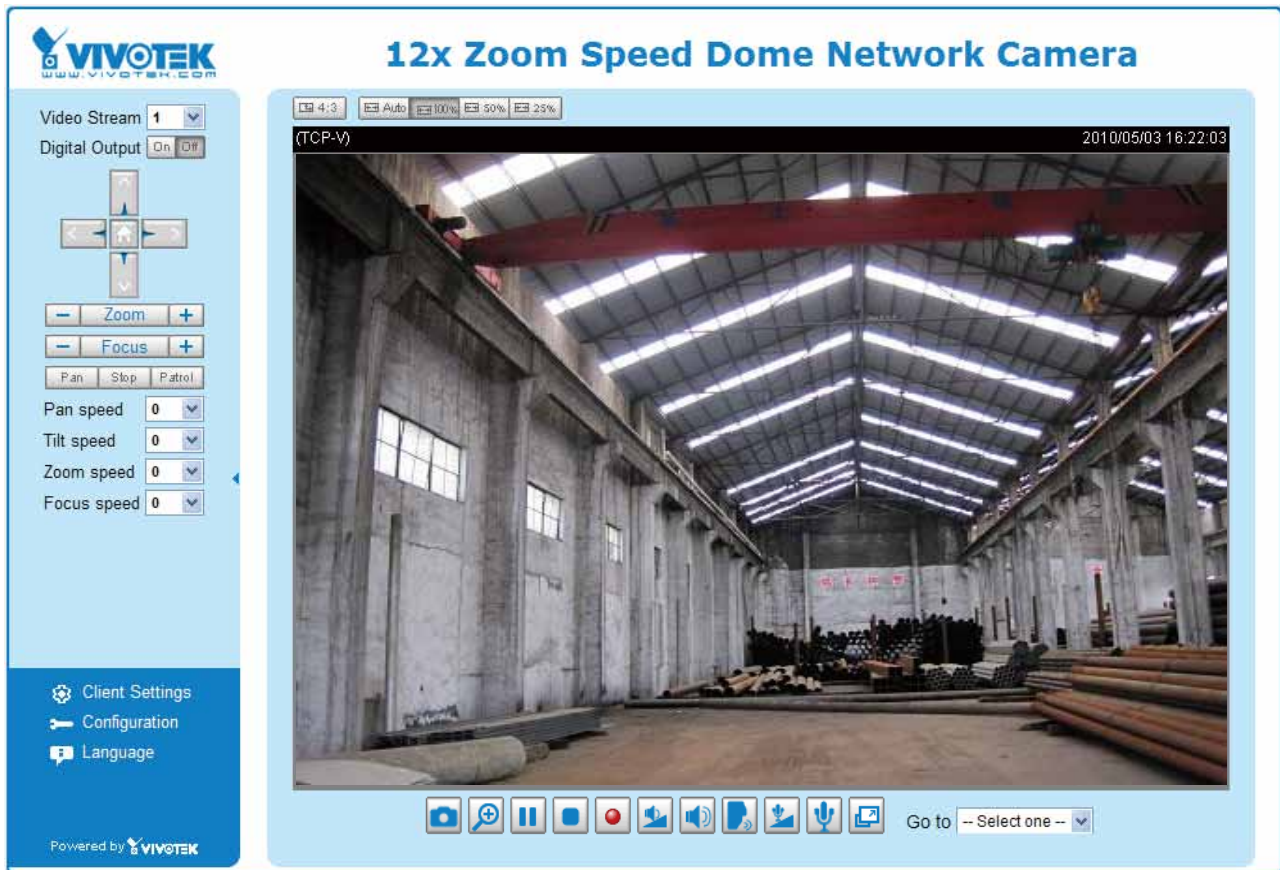 VIVOTEK
www.vivotek.com
12x Zoom Speed Dome Network Camera
Video Stream 1
Digital Output On Off
Zoom
Focus
Pan Stop Patrol
Pan speed 0
Tilt speed 0
Zoom speed 0
Focus speed 0
Client Settings
Configuration
Language
Powered by VIVOTEK
4:3 Auto 100% 50% 25%
(TCP-V) 2010/05/03 16:22:03
Go to -- Select one --